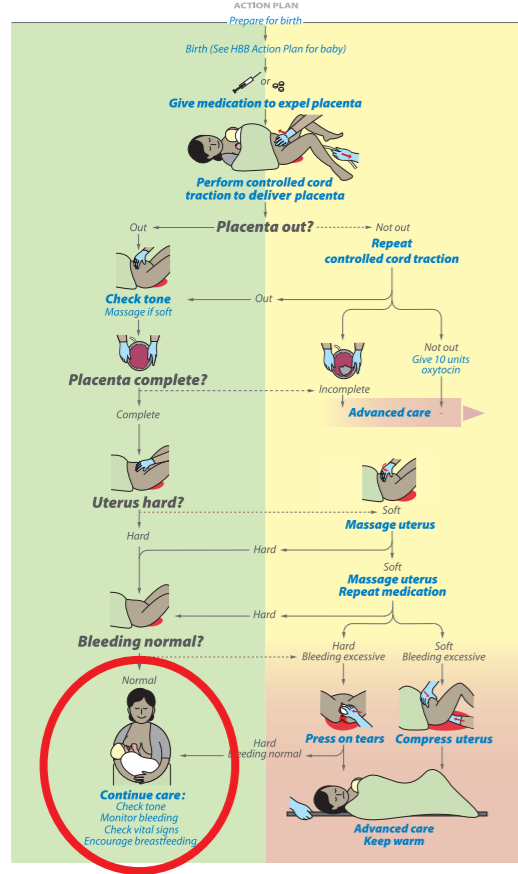 ACTION PLAN
Prepare for birth
Birth (See HBB Action Plan for baby)
or
Give medication to expel placenta
Perform controlled cord
traction to deliver placenta
Out
Placenta out?
Not out
Repeat
controlled cord traction
Out
Check tone
Massage if soft
Not out
Give 10 units
oxytocin
Placenta complete?
Incomplete
Complete
Advanced care
Uterus hard?
Soft
Massage uterus
Hard
Hard
Soft
Massage uterus
Repeat medication
Hard
Bleeding normal?
Hard
Bleeding excessive
Soft
Bleeding excessive
Normal
Press on tears
Compress uterus
Hard
Bleeding normal
Continue care:
Check tone
Monitor bleeding
Check vital signs
Encourage breastfeeding
Advanced care
Keep warm